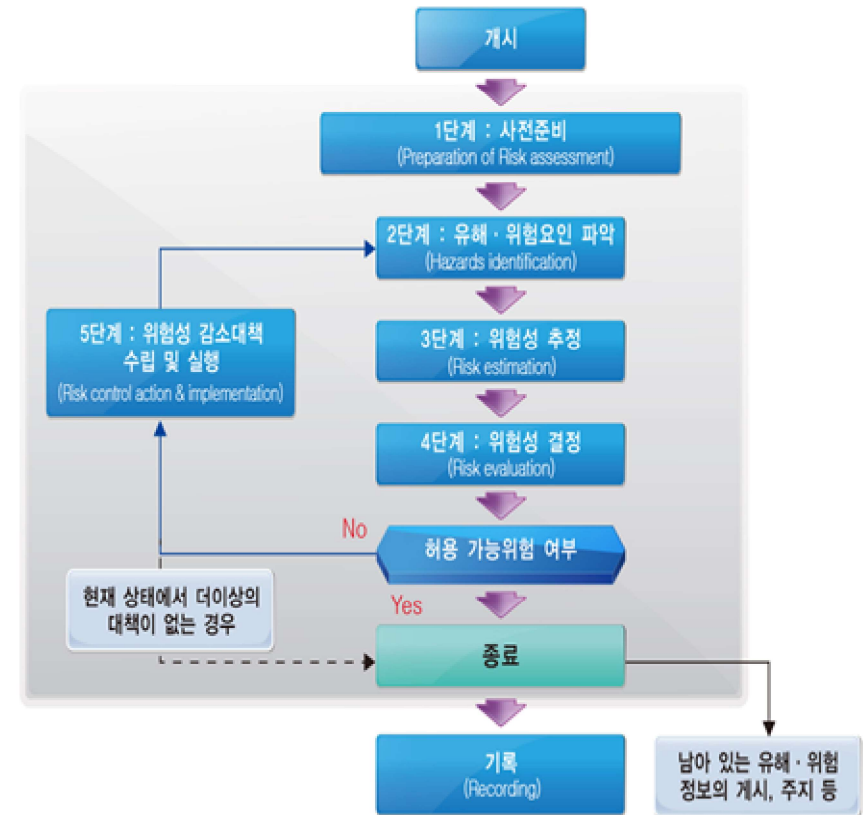 개시
1단계 : 사전준비
(Preparation of Risk assessment)
2단계 : 유해 · 위험요인 파악
(Hazards identification)
5단계 : 위험성 감소대책
수립 및 실행
(Risk control action & implementation)
3단계 : 위험성 추정
(Risk estimation)
4단계 : 위험성 결정
(Risk evaluation)
No
허용 가능위험 여부
현재 상태에서 더이상의
대책이 없는 경우
Yes
종료
기록
(Recording)
남아 있는 유해 · 위험
정보의 게시, 주지 등